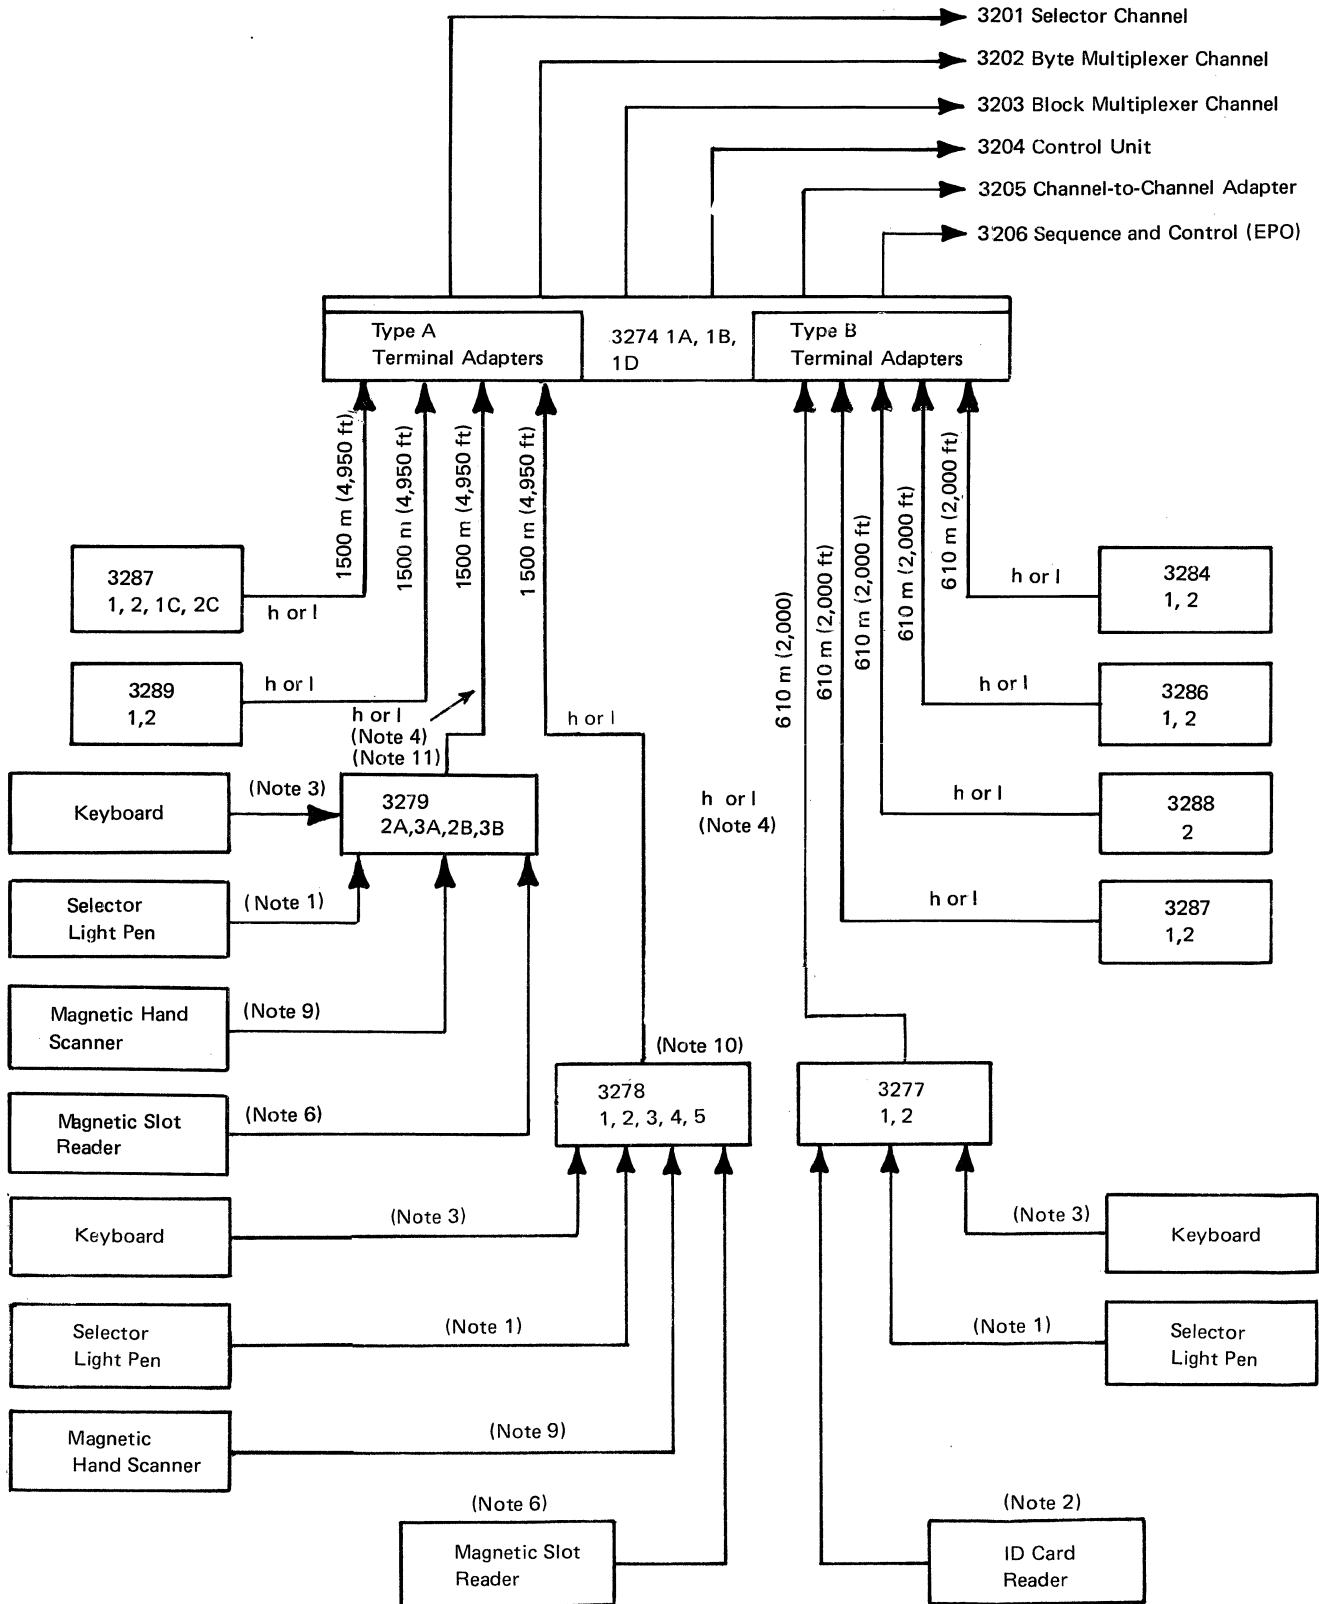 3201 Selector Channel
3202 Byte Multiplexer Channel
3203 Block Multiplexer Channel
3204 Control Unit
3205 Channel-to-Channel Adapter
3206 Sequence and Control (EPO)
Type A
Terminal Adapters
3274 1A, 1B,
1D
Type B
Terminal Adapters
1500 m (4,950 ft)
1500 m (4,950 ft)
1500 m (4,950 ft)
1500 m (4,950 ft)
610 m (2,000)
610 m (2,000 ft)
610 m (2,000 ft)
610 m (2,000 ft)
610 m (2,000 ft)
3287
1, 2, 1C, 2C
h or l
3289
1,2
h or l
h or l
(Note 4)
(Note 11)
h or l
h or l
3284
1, 2
h or l
3286
1, 2
h or l
3288
2
h or l
3287
1,2
h or l
(Note 4)
Keyboard
(Note 3)
3279
2A,3A,2B,3B
Selector
Light Pen
(Note 1)
Magnetic Hand
Scanner
(Note 9)
Magnetic Slot
Reader
(Note 6)
(Note 10)
3278
1, 2, 3, 4, 5
3277
1, 2
Keyboard
(Note 3)
(Note 3)
Keyboard
Selector
Light Pen
(Note 1)
(Note 1)
Selector
Light Pen
Magnetic
Hand Scanner
(Note 9)
(Note 6)
Magnetic Slot
Reader
(Note 2)
ID Card
Reader